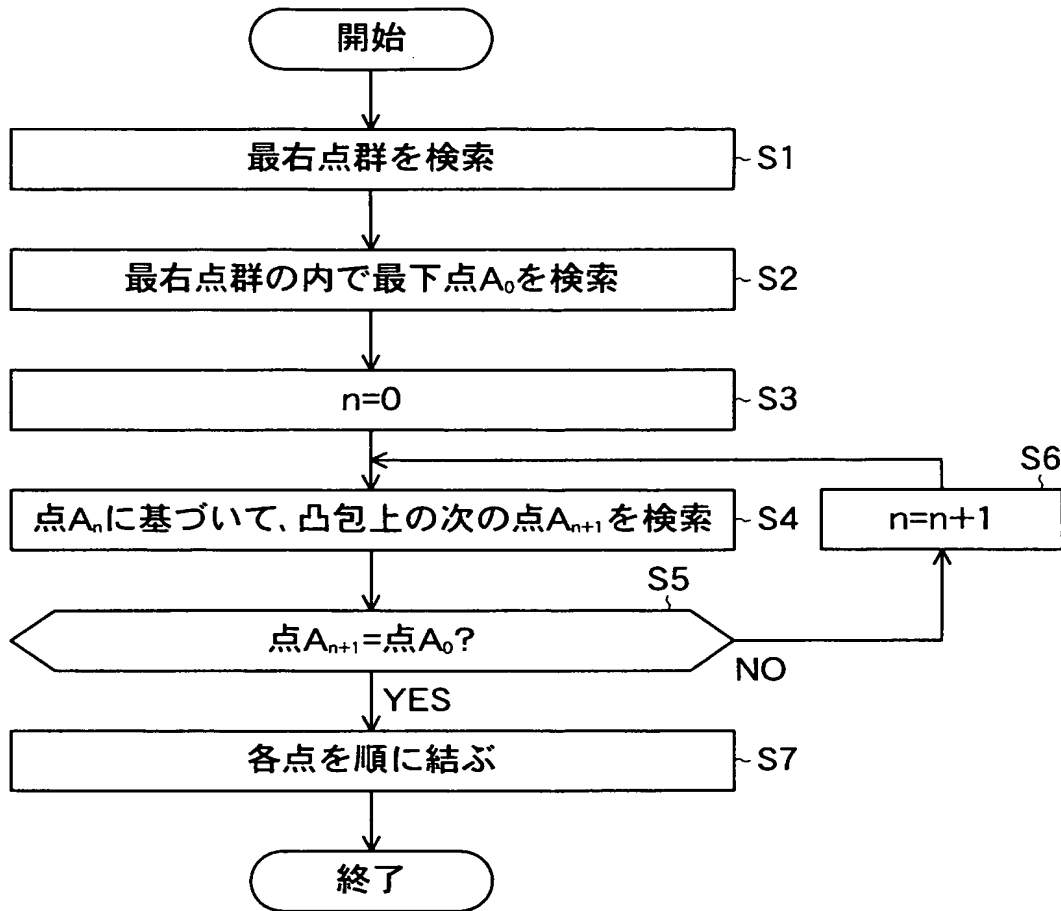 開始
最右点群を検索
S1
最右点群の内で最下点A₀を検索
S2
n=0
S3
S6
点Aₙに基づいて、凸包上の次の点Aₙ₊₁を検索
S4
n=n+1
S5
点Aₙ₊₁=点A₀?
NO
YES
各点を順に結ぶ
S7
終了